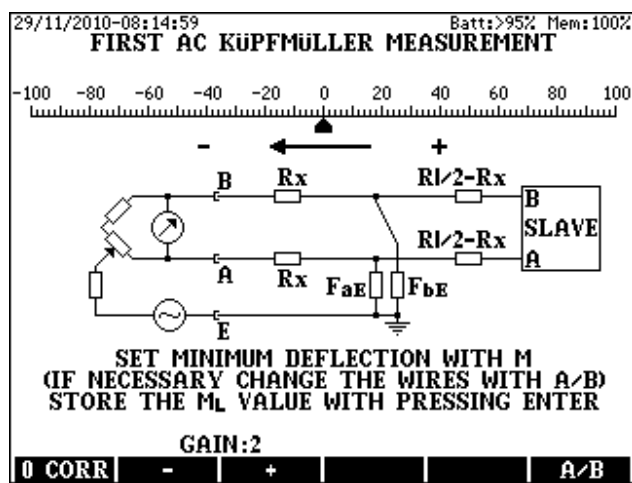 29/11/2010-08:14:59 Batt:>95% Mem:100%
FIRST AC KüPFMüLLER MEASUREMENT
-100 -80 -60 -40 -20 0 20 40 60 80 100
- +
B Rx Rl/2-Rx B
SLAVE
Rl/2-Rx
A Rx FaE FbE A
E
SET MINIMUM DEFLECTION WITH M
(IF NECESSARY CHANGE THE WIRES WITH A/B)
STORE THE ML VALUE WITH PRESSING ENTER
GAIN:2
0 CORR - + A/B